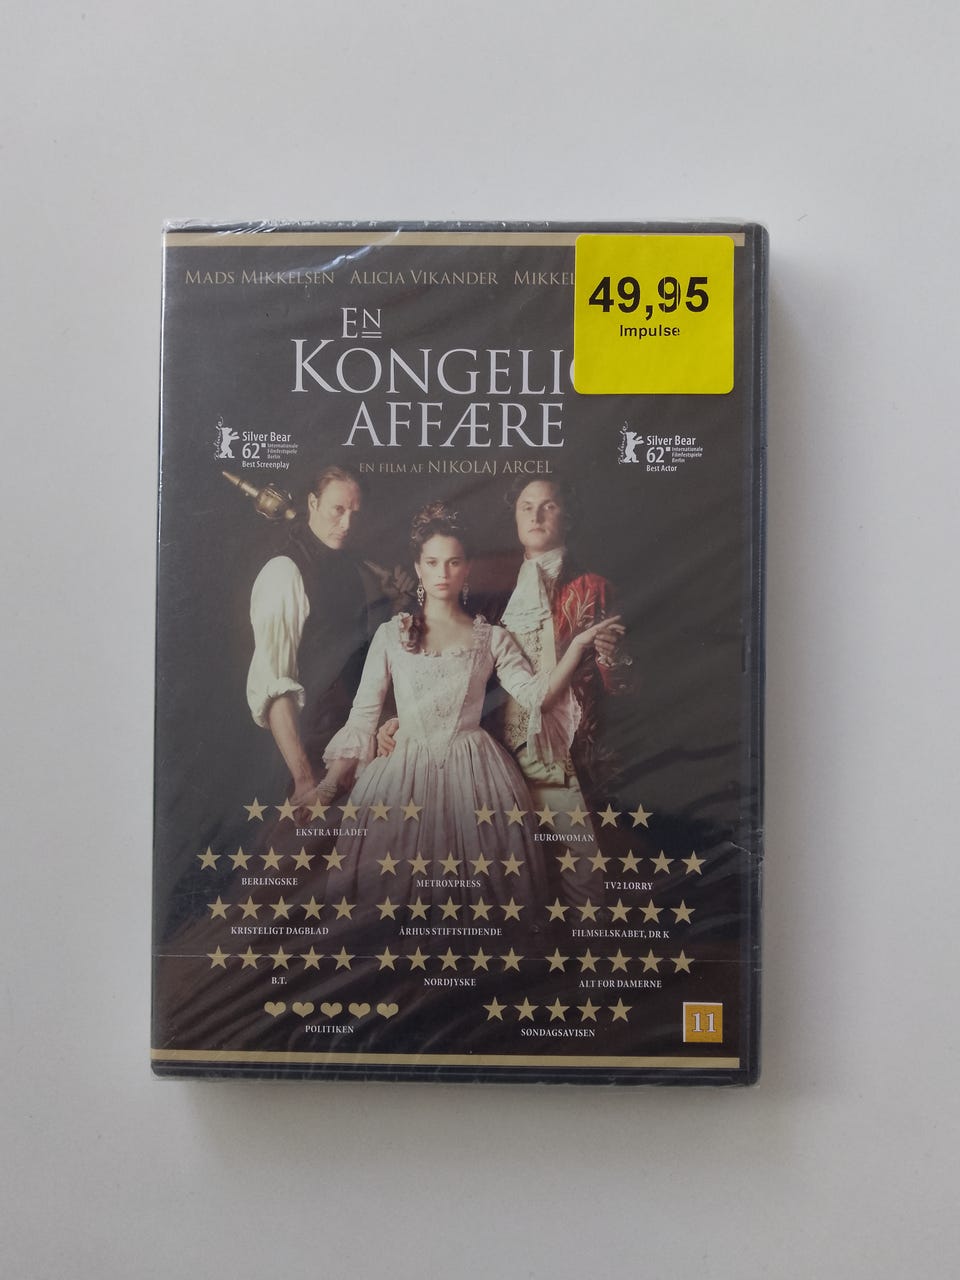 MADS MIKKELSEN ALICIA VIKANDER MIKKEL
49,95
Impulse
EN
KONGELI
AFFÆRE
EN FILM AF NIKOLAJ ARCEL
Silver Bear
62 Internationale
Filmfestspiele
Berlin
Best Screenplay
Silver Bear
62 Internationale
Filmfestspiele
Berlin
Best Actor
EKSTRA BLADET EUROWOMAN
BERLINGSKE METROXPRESS TV2 LORRY
KRISTELIGT DAGBLAD ÅRHUS STIFTSTIDENDE FILMSELSKABET, DR K
B.T. NORDJYSKE ALT FOR DAMERNE
POLITIKEN SØNDAGSAVISEN
11